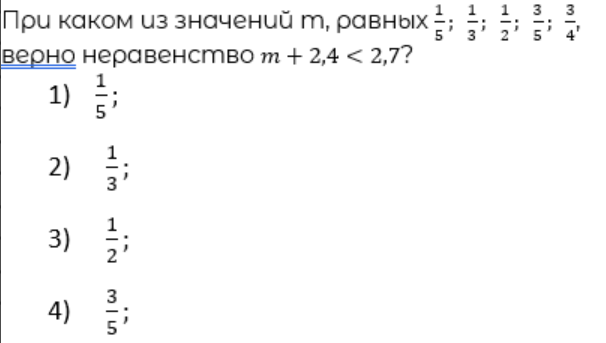 При каком из значений m, равных 1/5; 1/3; 1/2; 3/5; 3/4,
верно неравенство m + 2,4 < 2,7?
1) 1/5;
2) 1/3;
3) 1/2;
4) 3/5;